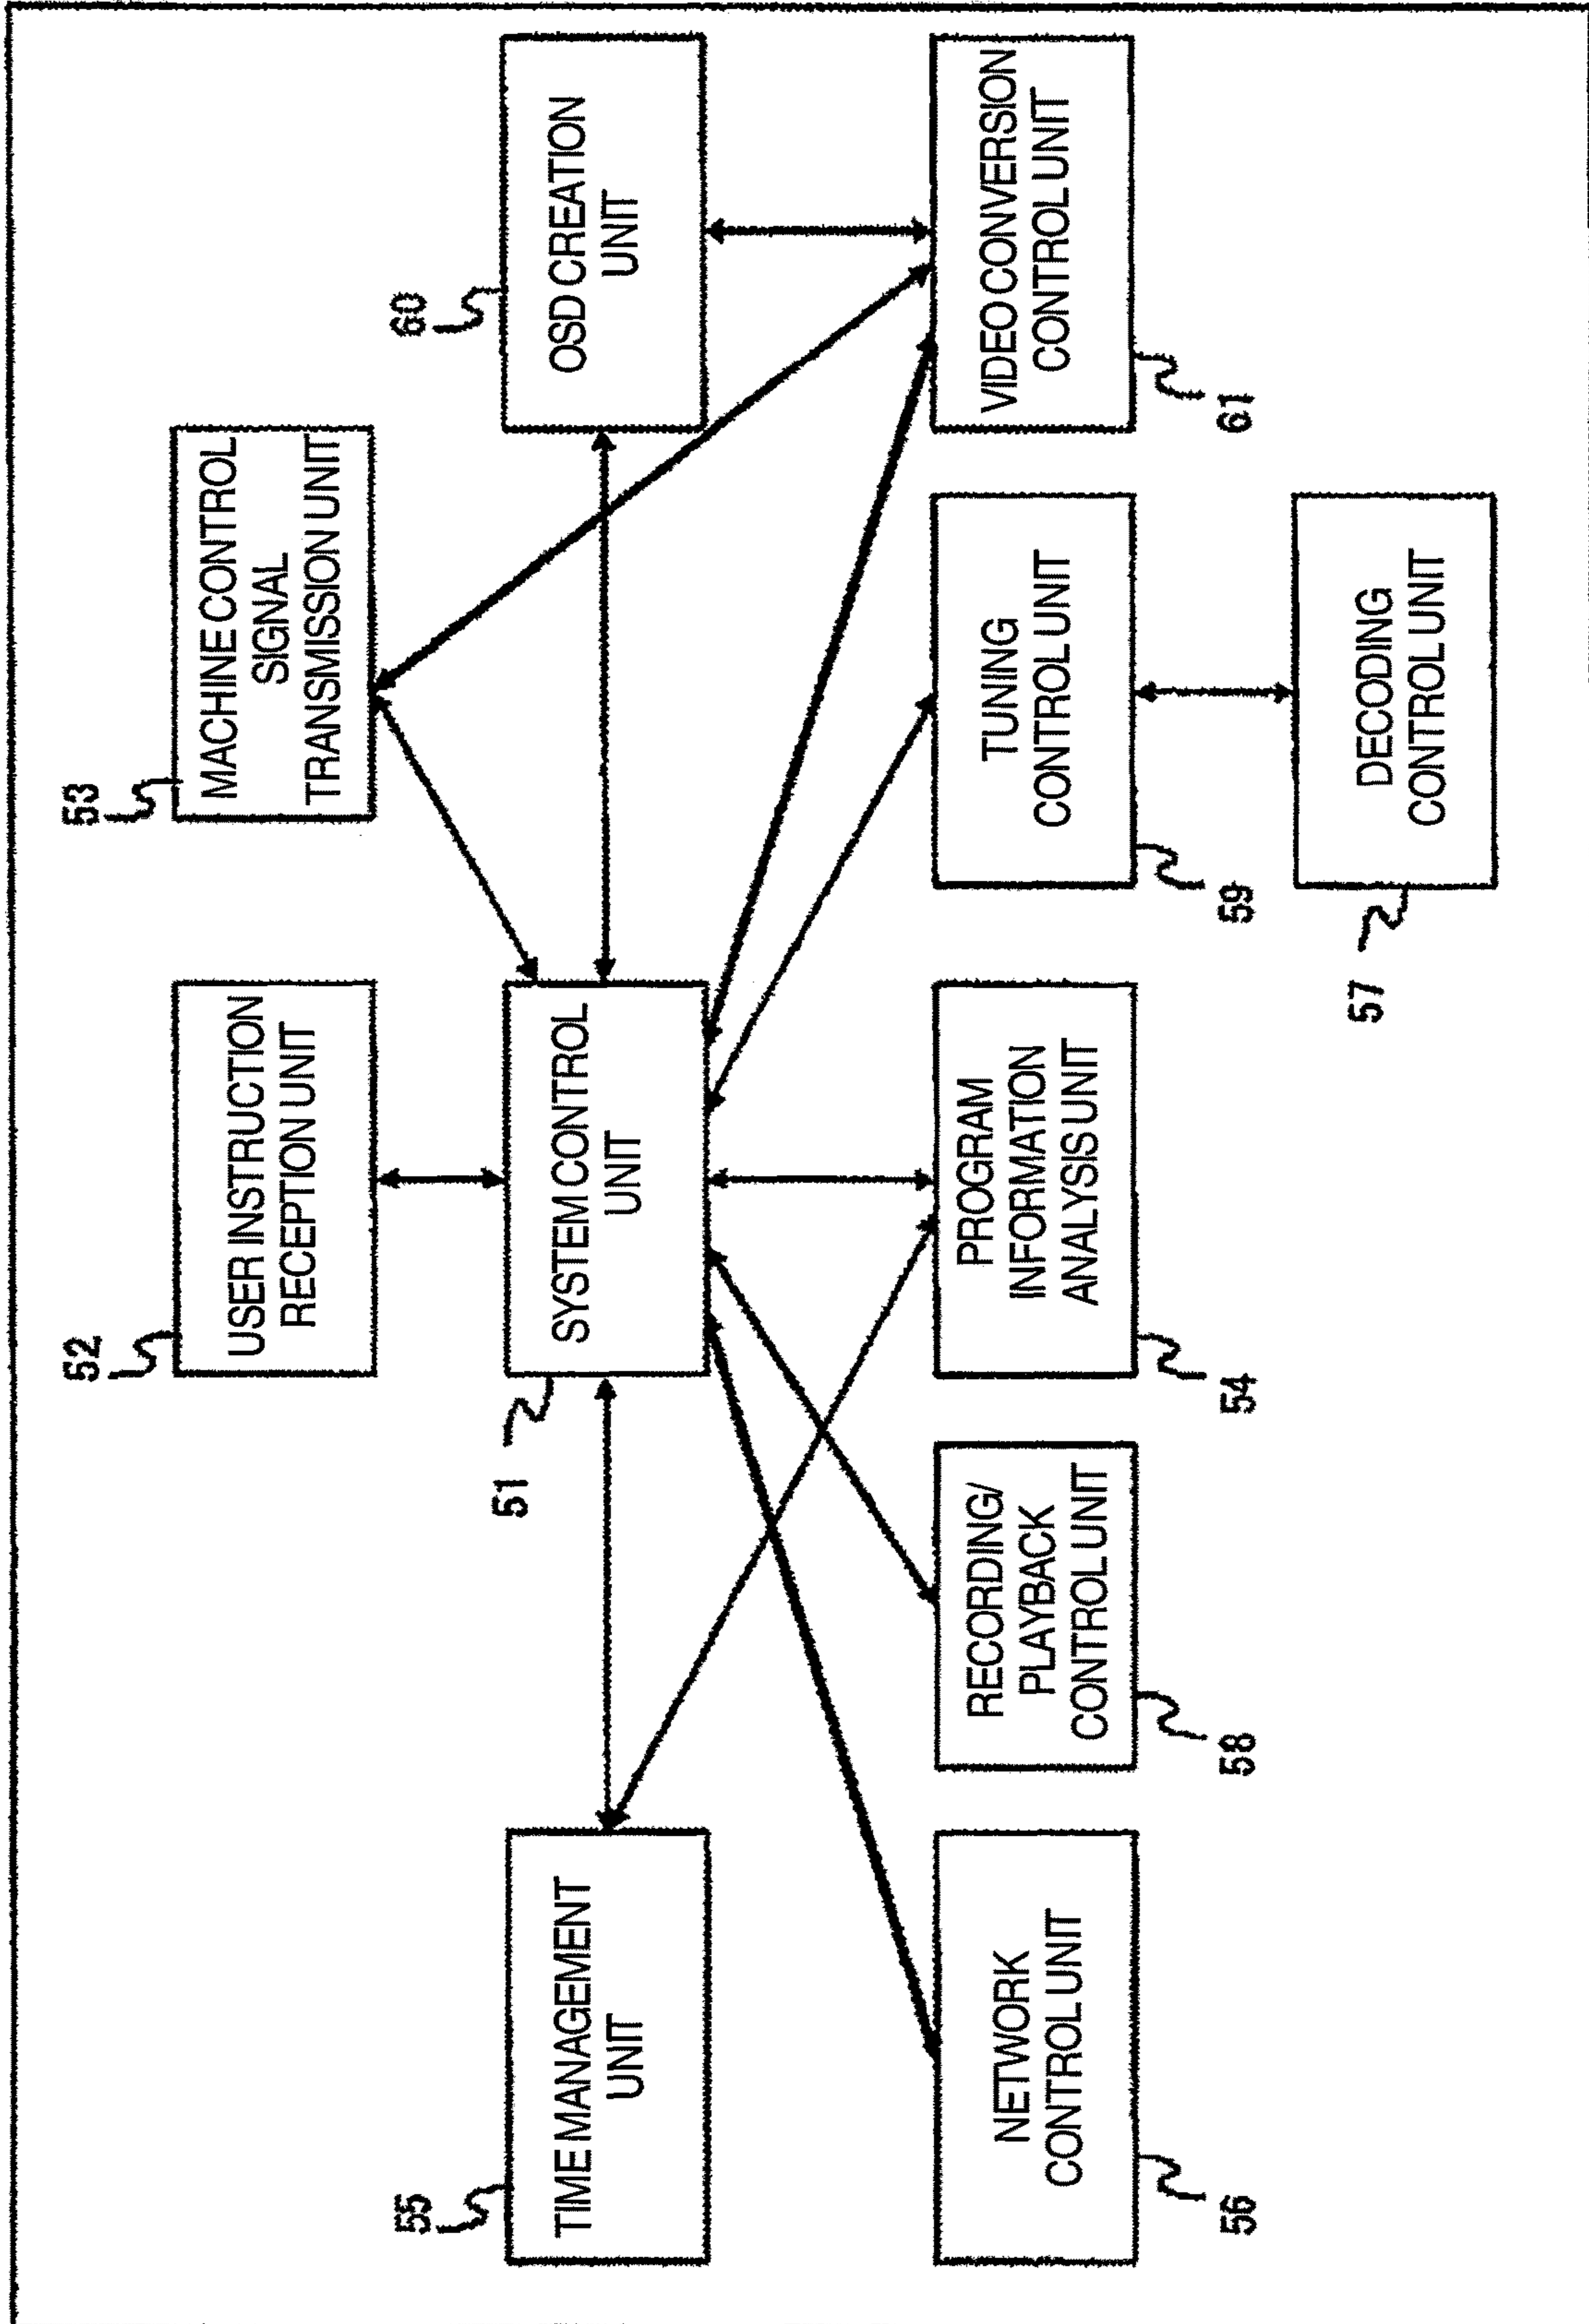 53
MACHINE CONTROL
SIGNAL
TRANSMISSION UNIT
52
USER INSTRUCTION
RECEPTION UNIT
60
OSD CREATION
UNIT
51
SYSTEM CONTROL
UNIT
55
TIME MANAGEMENT
UNIT
NETWORK
CONTROL UNIT
56
RECORDING/
PLAYBACK
CONTROL UNIT
58
PROGRAM
INFORMATION
ANALYSIS UNIT
54
TUNING
CONTROL UNIT
59
VIDEO CONVERSION
CONTROL UNIT
61
DECODING
CONTROL UNIT
57